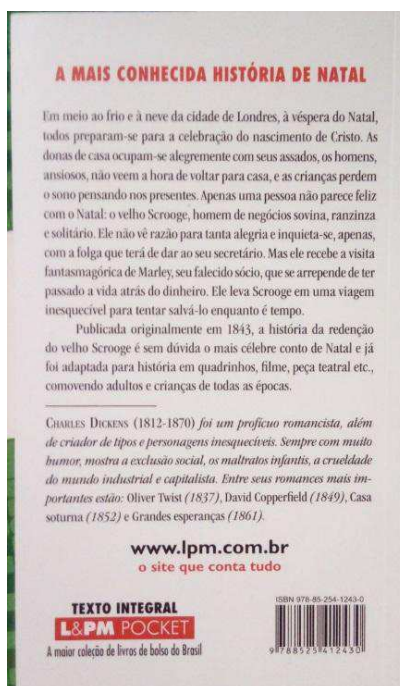 A MAIS CONHECIDA HISTÓRIA DE NATAL
Em meio ao frio e à neve da cidade de Londres, à véspera do Natal,
todos preparam-se para a celebração do nascimento de Cristo. As
donas de casa ocupam-se alegremente com seus assados, os homens,
ansiosos, não veem a hora de voltar para casa, e as crianças perdem
o sono pensando nos presentes. Apenas uma pessoa não parece feliz
com o Natal: o velho Scrooge, homem de negócios sovina, ranzinza
e solitário. Ele não vê razão para tanta alegria e inquieta-se, apenas,
com a folga que terá de dar ao seu secretário. Mas ele recebe a visita
fantasmagórica de Marley, seu falecido sócio, que se arrepende de ter
passado a vida atrás do dinheiro. Ele leva Scrooge em uma viagem
inesquecível para tentar salvá-lo enquanto é tempo.
Publicada originalmente em 1843, a história da redenção
do velho Scrooge é sem dúvida o mais célebre conto de Natal e já
foi adaptada para história em quadrinhos, filme, peça teatral etc.,
comovendo adultos e crianças de todas as épocas.
CHARLES DICKENS (1812-1870) foi um profícuo romancista, além
de criador de tipos e personagens inesquecíveis. Sempre com muito
humor, mostra a exclusão social, os maltratos infantis, a crueldade
do mundo industrial e capitalista. Entre seus romances mais im-
portantes estão: Oliver Twist (1837), David Copperfield (1849), Casa
soturna (1852) e Grandes esperanças (1861).
www.lpm.com.br
o site que conta tudo
TEXTO INTEGRAL
L&PM POCKET
A maior coleção de livros de bolso do Brasil
ISBN 978-85-254-1243-0
9 788525 412430